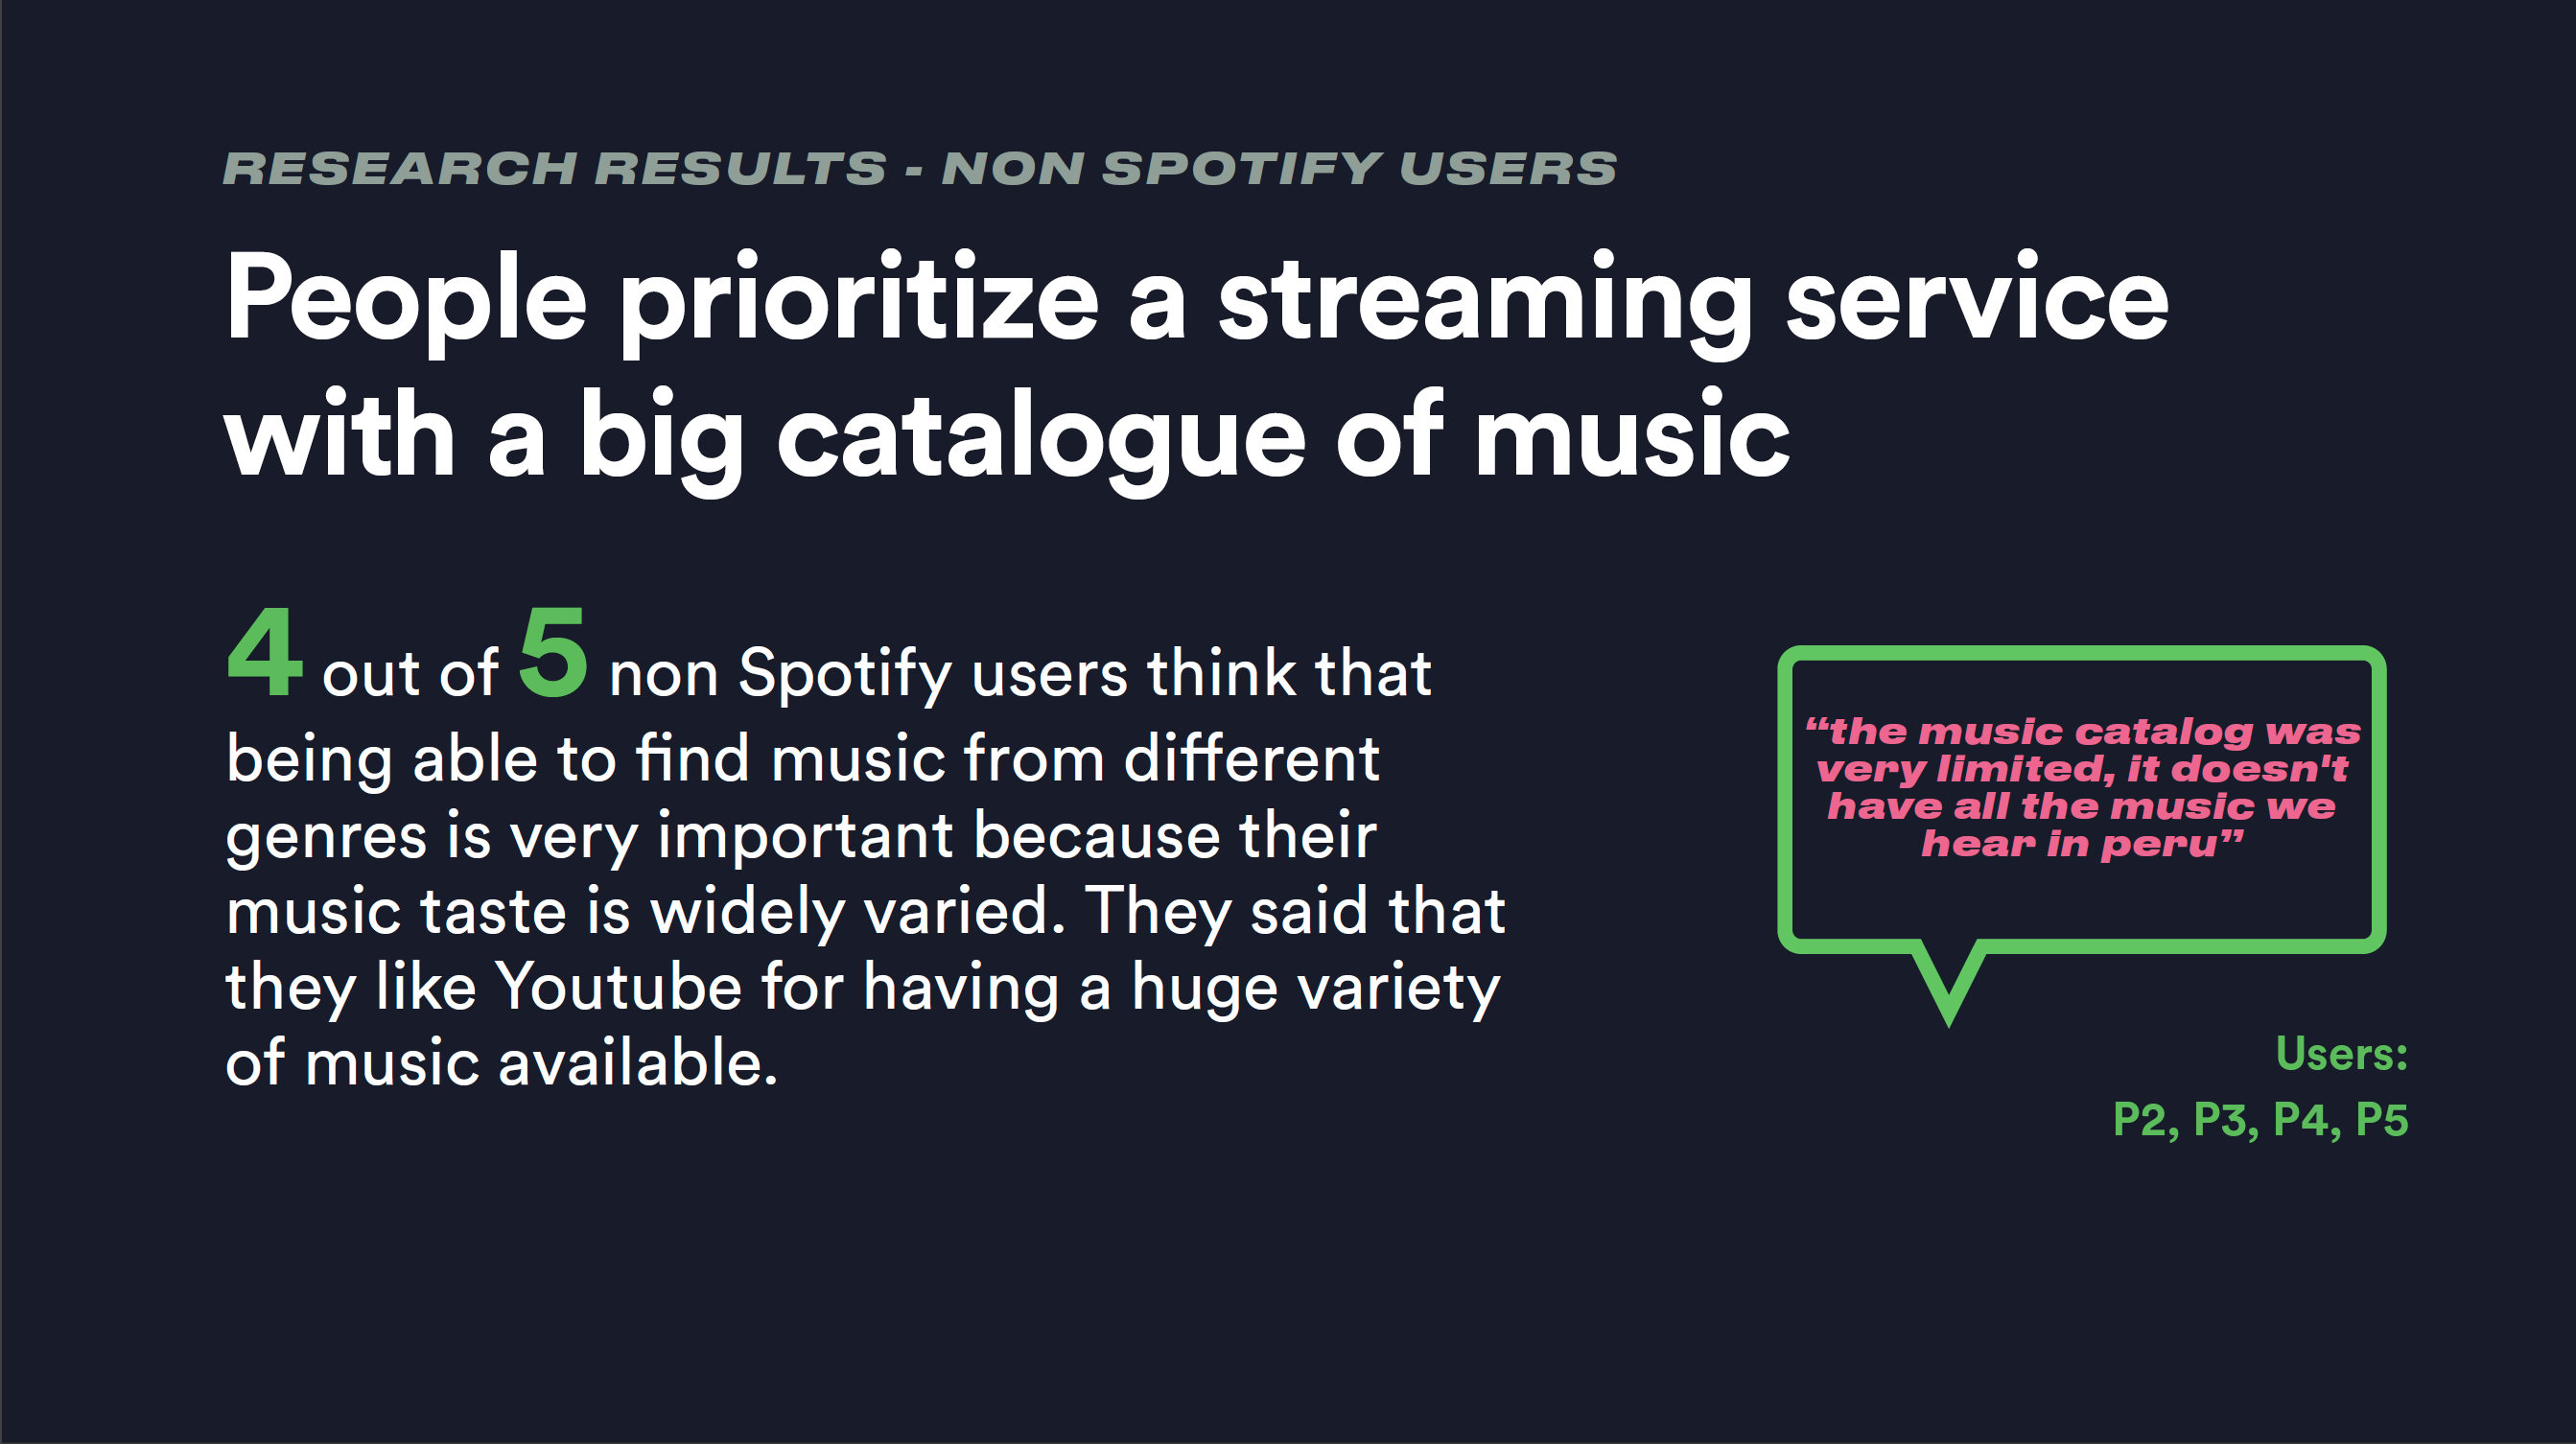 RESEARCH RESULTS - NON SPOTIFY USERS
People prioritize a streaming service
with a big catalogue of music
4 out of 5 non Spotify users think that
being able to find music from different
genres is very important because their
music taste is widely varied. They said that
they like Youtube for having a huge variety
of music available.
“the music catalog was
very limited, it doesn't
have all the music we
hear in peru”
Users:
P2, P3, P4, P5